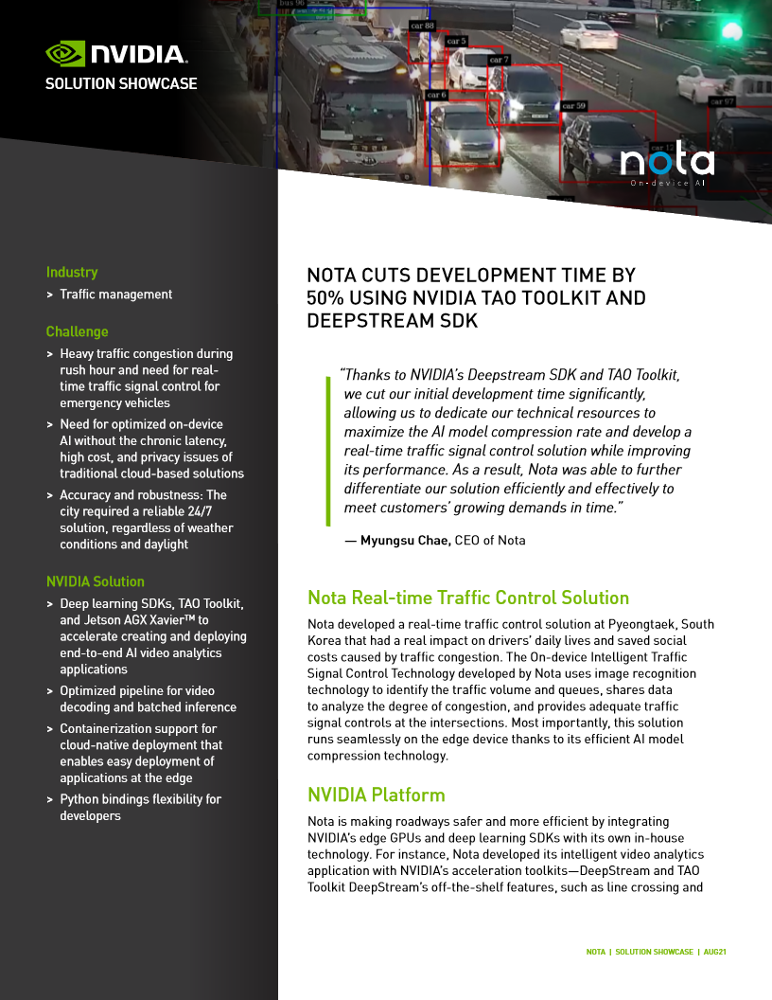 bus 96
car 88
car 5
car 7
car 6
car 59
car 97
car 12
NVIDIA.
SOLUTION SHOWCASE
nota
On-device AI
Industry
> Traffic management
Challenge
> Heavy traffic congestion during
rush hour and need for real-
time traffic signal control for
emergency vehicles
> Need for optimized on-device
AI without the chronic latency,
high cost, and privacy issues of
traditional cloud-based solutions
> Accuracy and robustness: The
city required a reliable 24/7
solution, regardless of weather
conditions and daylight
NVIDIA Solution
> Deep learning SDKs, TAO Toolkit,
and Jetson AGX Xavier™ to
accelerate creating and deploying
end-to-end AI video analytics
applications
> Optimized pipeline for video
decoding and batched inference
> Containerization support for
cloud-native deployment that
enables easy deployment of
applications at the edge
> Python bindings flexibility for
developers
NOTA CUTS DEVELOPMENT TIME BY
50% USING NVIDIA TAO TOOLKIT AND
DEEPSTREAM SDK
“Thanks to NVIDIA’s Deepstream SDK and TAO Toolkit,
we cut our initial development time significantly,
allowing us to dedicate our technical resources to
maximize the AI model compression rate and develop a
real-time traffic signal control solution while improving
its performance. As a result, Nota was able to further
differentiate our solution efficiently and effectively to
meet customers’ growing demands in time.”
— Myungsu Chae, CEO of Nota
Nota Real-time Traffic Control Solution
Nota developed a real-time traffic control solution at Pyeongtaek, South
Korea that had a real impact on drivers’ daily lives and saved social
costs caused by traffic congestion. The On-device Intelligent Traffic
Signal Control Technology developed by Nota uses image recognition
technology to identify the traffic volume and queues, shares data
to analyze the degree of congestion, and provides adequate traffic
signal controls at the intersections. Most importantly, this solution
runs seamlessly on the edge device thanks to its efficient AI model
compression technology.
NVIDIA Platform
Nota is making roadways safer and more efficient by integrating
NVIDIA’s edge GPUs and deep learning SDKs with its own in-house
technology. For instance, Nota developed its intelligent video analytics
application with NVIDIA’s acceleration toolkits—DeepStream and TAO
Toolkit DeepStream’s off-the-shelf features, such as line crossing and
NOTA | SOLUTION SHOWCASE | AUG21